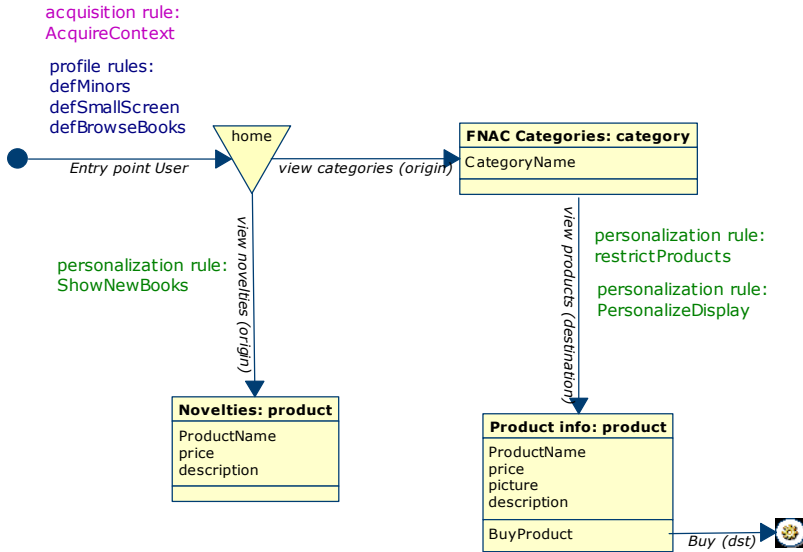 acquisition rule:
AcquireContext
profile rules:
defMinors
defSmallScreen
defBrowseBooks
home
Entry point User
view categories (origin)
FNAC Categories: category
CategoryName
view novelties (origin)
personalization rule:
ShowNewBooks
view products (destination)
personalization rule:
restrictProducts
personalization rule:
PersonalizeDisplay
Novelties: product
ProductName
price
description
Product info: product
ProductName
price
picture
description
BuyProduct
Buy (dst)